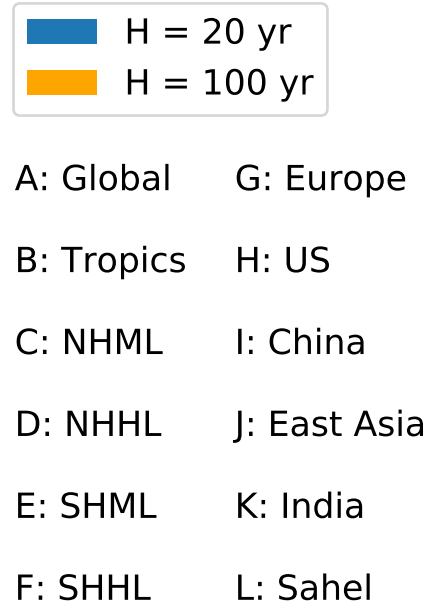 H = 20 yr
H = 100 yr
A: Global
B: Tropics
C: NHML
D: NHHL
E: SHML
F: SHHL
G: Europe
H: US
I: China
J: East Asia
K: India
L: Sahel